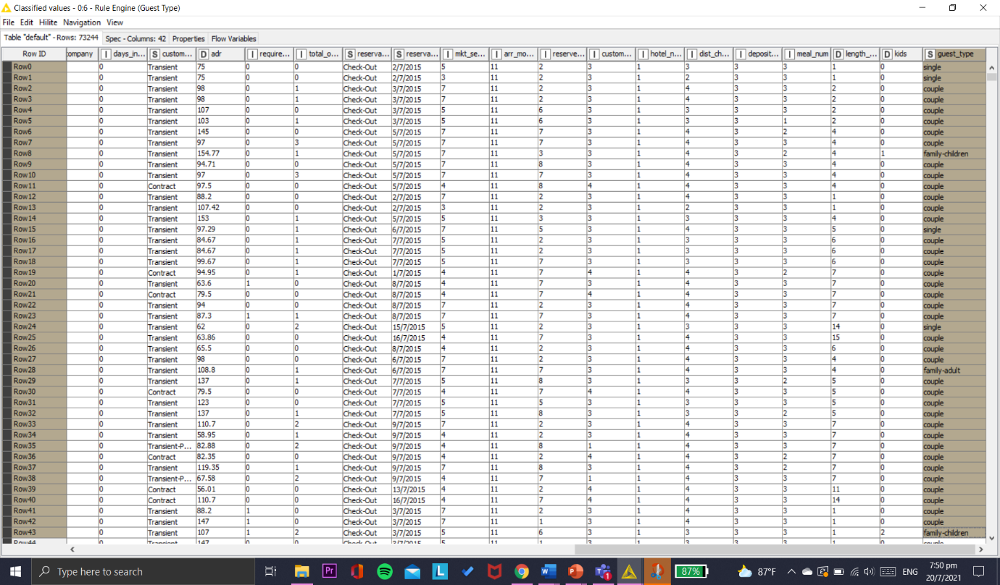 Classified values - 0:6 - Rule Engine (Guest Type)
File Edit Hilite Navigation View
Table "default" - Rows: 73244 Spec - Columns: 42 Properties Flow Variables
Row ID company I days_in... S custom... D adr I require... I total_o... S reserva... S reserva... I mkt_se... I arr_mo... I reserve... I custom... I hotel_n... I dist_ch... I deposit... I meal_num D length_... D kids S guest_type
Row0 0 Transient 75 0 0 Check-Out 2/7/2015 5 11 2 3 1 3 3 3 1 0 single
Row1 0 Transient 75 0 0 Check-Out 2/7/2015 3 11 2 3 1 2 3 3 1 0 single
Row2 0 Transient 98 0 1 Check-Out 3/7/2015 7 11 2 3 1 4 3 3 2 0 couple
Row3 0 Transient 98 0 1 Check-Out 3/7/2015 7 11 2 3 1 4 3 3 2 0 couple
Row4 0 Transient 107 0 0 Check-Out 3/7/2015 5 11 6 3 1 3 3 3 2 0 couple
Row5 0 Transient 103 0 1 Check-Out 3/7/2015 5 11 6 3 1 3 3 1 2 0 couple
Row6 0 Transient 145 0 0 Check-Out 5/7/2015 7 11 7 3 1 4 3 2 4 0 couple
Row7 0 Transient 97 0 3 Check-Out 5/7/2015 7 11 7 3 1 4 3 3 4 0 couple
Row8 0 Transient 154.77 0 1 Check-Out 5/7/2015 7 11 3 3 1 4 3 2 4 1 family-children
Row9 0 Transient 94.71 0 0 Check-Out 5/7/2015 7 11 8 3 1 4 3 3 4 0 couple
Row10 0 Transient 97 0 3 Check-Out 5/7/2015 7 11 7 3 1 4 3 3 4 0 couple
Row11 0 Contract 97.5 0 0 Check-Out 5/7/2015 4 11 8 4 1 4 3 3 4 0 couple
Row12 0 Transient 88.2 0 0 Check-Out 2/7/2015 7 11 2 3 1 4 3 3 1 0 couple
Row13 0 Transient 107.42 0 0 Check-Out 2/7/2015 3 11 2 3 1 2 3 3 1 0 couple
Row14 0 Transient 153 0 1 Check-Out 5/7/2015 5 11 3 3 1 3 3 3 4 0 couple
Row15 0 Transient 97.29 0 1 Check-Out 6/7/2015 7 11 5 3 1 4 3 3 4 0 single
Row16 0 Transient 84.67 0 1 Check-Out 7/7/2015 5 11 2 3 1 3 3 3 6 0 couple
Row17 0 Transient 84.67 0 1 Check-Out 7/7/2015 5 11 2 3 1 3 3 3 6 0 couple
Row18 0 Transient 99.67 0 1 Check-Out 7/7/2015 5 11 7 3 1 3 3 3 6 0 couple
Row19 0 Contract 94.95 0 1 Check-Out 1/7/2015 4 11 7 4 1 4 3 2 7 0 couple
Row20 0 Transient 63.6 1 0 Check-Out 8/7/2015 4 11 7 3 1 4 3 3 7 0 couple
Row21 0 Contract 79.5 0 0 Check-Out 8/7/2015 4 11 7 4 1 4 3 3 7 0 couple
Row22 0 Transient 94 0 0 Check-Out 8/7/2015 7 11 2 3 1 4 3 3 7 0 couple
Row23 0 Transient 87.3 1 1 Check-Out 8/7/2015 7 11 7 3 1 4 3 3 7 0 couple
Row24 0 Transient 62 0 2 Check-Out 15/7/2015 5 11 2 3 1 3 3 3 14 0 single
Row25 0 Transient 63.86 0 0 Check-Out 16/7/2015 4 11 7 3 1 4 3 3 15 0 couple
Row26 0 Transient 65.5 0 0 Check-Out 8/7/2015 4 11 2 3 1 4 3 3 6 0 couple
Row27 0 Transient 98 0 0 Check-Out 6/7/2015 7 11 2 3 1 4 3 3 4 0 couple
Row28 0 Transient 108.8 0 1 Check-Out 6/7/2015 7 11 7 3 1 4 3 3 4 0 family-adult
Row29 0 Transient 137 0 1 Check-Out 7/7/2015 5 11 8 3 1 3 3 2 5 0 couple
Row30 0 Contract 79.5 0 0 Check-Out 7/7/2015 4 11 7 4 1 4 3 3 5 0 couple
Row31 0 Transient 123 0 0 Check-Out 7/7/2015 5 11 5 3 1 3 3 3 5 0 couple
Row32 0 Transient 137 0 1 Check-Out 7/7/2015 5 11 8 3 1 3 3 2 5 0 couple
Row33 0 Transient 110.7 0 2 Check-Out 9/7/2015 7 11 2 3 1 4 3 3 7 0 couple
Row34 0 Transient 58.95 0 1 Check-Out 9/7/2015 4 11 2 3 1 4 3 3 7 0 couple
Row35 0 Transient-P... 82.88 0 2 Check-Out 9/7/2015 4 11 8 1 1 4 3 3 7 0 couple
Row36 0 Contract 82.35 0 0 Check-Out 9/7/2015 4 11 2 4 1 4 3 2 7 0 couple
Row37 0 Transient 119.35 0 1 Check-Out 9/7/2015 7 11 8 3 1 4 3 2 7 0 couple
Row38 0 Transient-P... 67.58 0 2 Check-Out 9/7/2015 4 11 7 1 1 4 3 3 7 0 couple
Row39 0 Contract 56.01 0 0 Check-Out 13/7/2015 4 11 2 4 1 4 3 3 11 0 couple
Row40 0 Contract 110.7 0 0 Check-Out 16/7/2015 4 11 7 4 1 4 3 3 14 0 couple
Row41 0 Transient 88.2 1 0 Check-Out 3/7/2015 7 11 2 3 1 4 3 3 1 0 couple
Row42 0 Transient 147 1 0 Check-Out 3/7/2015 7 11 1 3 1 4 3 3 1 0 couple
Row43 0 Transient 107 1 2 Check-Out 3/7/2015 5 11 6 3 1 3 3 3 1 2 family-children
Type here to search 87% 87°F ENG 7:50 pm
20/7/2021